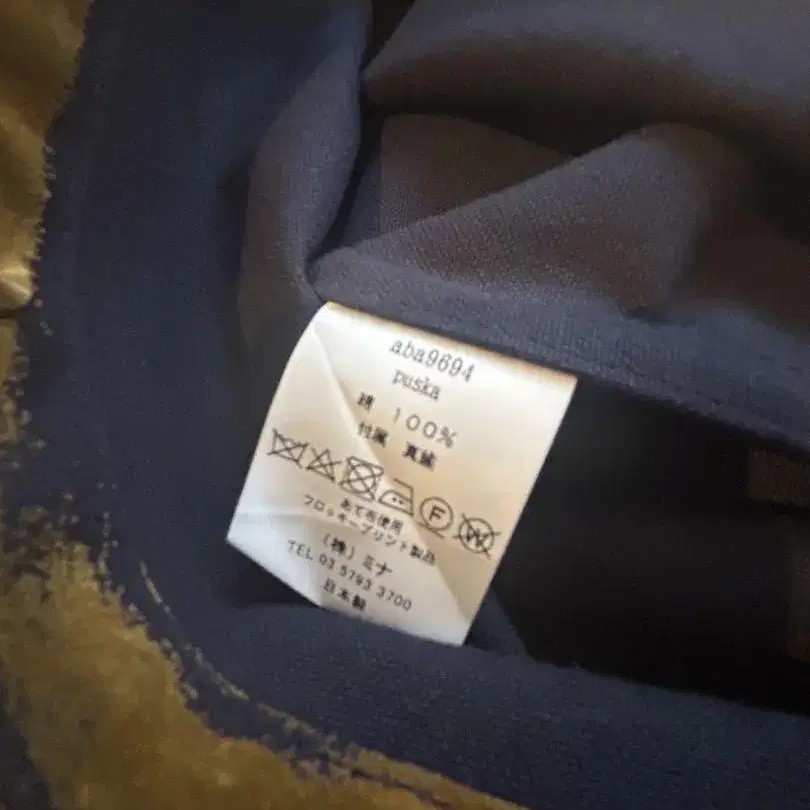 aba9694
puska
綿 100%
付属 真鍮
F W
あて布使用
フロッキープリント製品
(株) ミナ
TEL 03 5793 3700
日本製